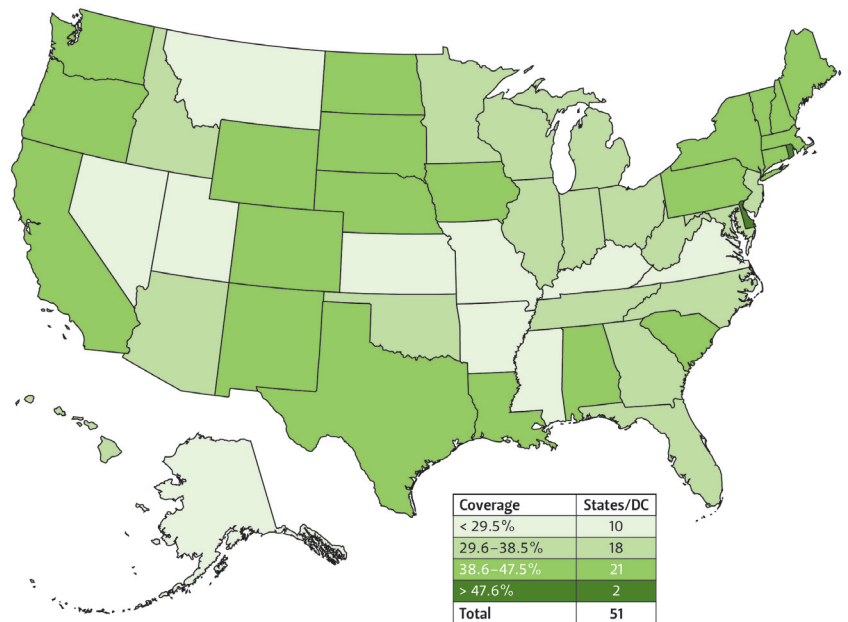 Coverage States/DC
< 29.5% 10
29.6–38.5% 18
38.6–47.5% 21
> 47.6% 2
Total 51